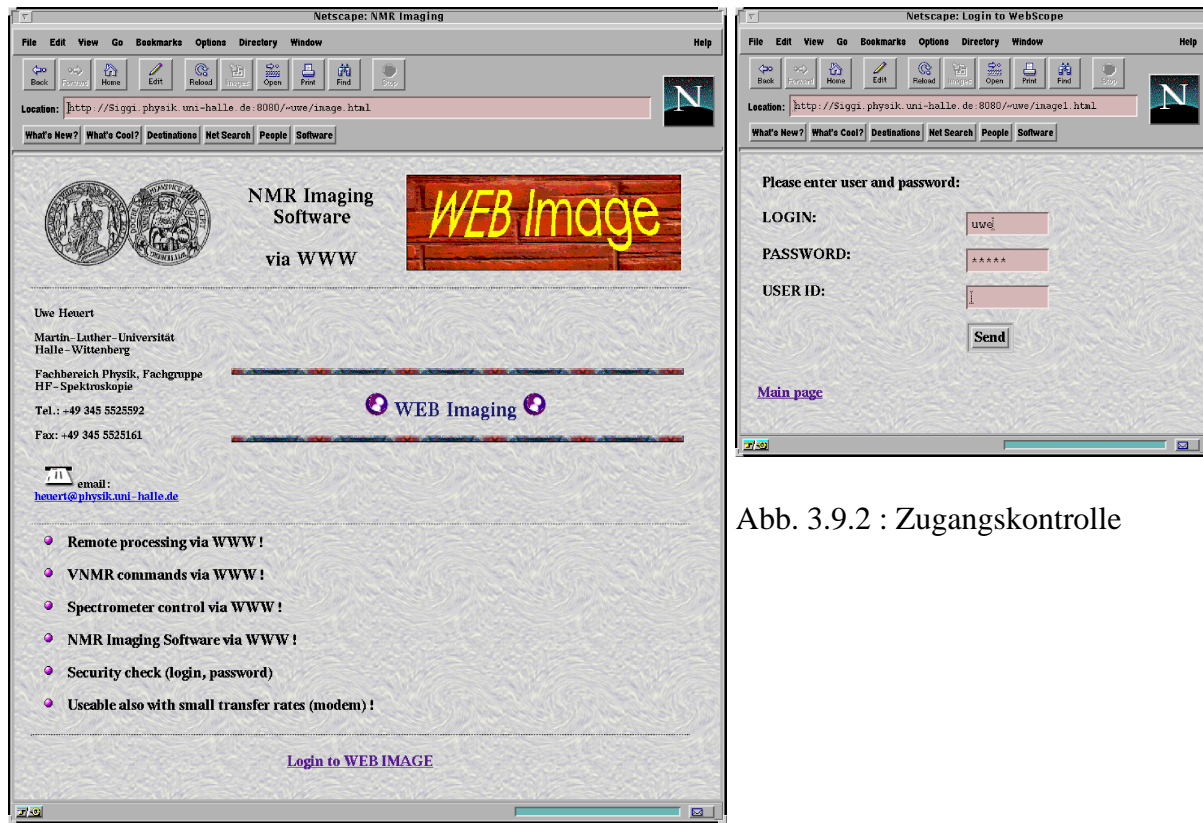 Netscape: NMR Imaging
File Edit View Go Bookmarks Options Directory Window Help
Back Forward Home Edit Reload Images Open Print Find Stop
Location: http://Siggi.physik.uni-halle.de:8080/~uwe/image.html
N
What's New? What's Cool? Destinations Net Search People Software
NMR Imaging
Software
via WWW
WEB Image
Uwe Heuert
Martin-Luther-Universität
Halle-Wittenberg
Fachbereich Physik, Fachgruppe
HF-Spektroskopie
Tel.: +49 345 5525592
Fax: +49 345 5525161
email:
heuert@physik.uni-halle.de
WEB Imaging
Remote processing via WWW !
VNMR commands via WWW !
Spectrometer control via WWW !
NMR Imaging Software via WWW !
Security check (login, password)
Useable also with small transfer rates (modem) !
Login to WEB IMAGE
Netscape: Login to WebScope
File Edit View Go Bookmarks Options Directory Window Help
Back Forward Home Edit Reload Images Open Print Find Stop
Location: http://Siggi.physik.uni-halle.de:8080/~uwe/image1.html
N
What's New? What's Cool? Destinations Net Search People Software
Please enter user and password:
LOGIN: uwe
PASSWORD: *****
USER ID:
Send
Main page
Abb. 3.9.2 : Zugangskontrolle